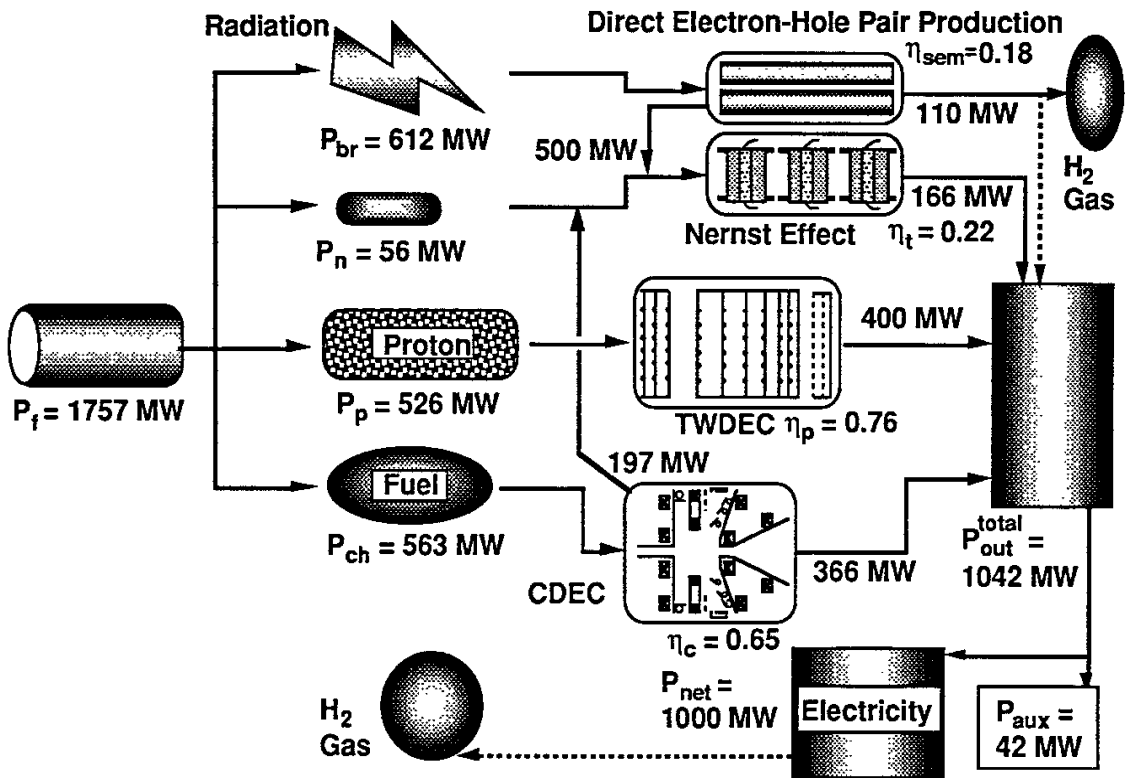 Radiation
Direct Electron-Hole Pair Production
η_sem=0.18
110 MW
P_br = 612 MW
500 MW
H₂
Gas
166 MW
P_n = 56 MW
Nernst Effect
η_t = 0.22
Proton
400 MW
P_f = 1757 MW
P_p = 526 MW
TWDEC η_p = 0.76
197 MW
Fuel
P_ch = 563 MW
CDEC
366 MW
P_out^total =
1042 MW
η_c = 0.65
P_net =
1000 MW
Electricity
P_aux =
42 MW
H₂
Gas